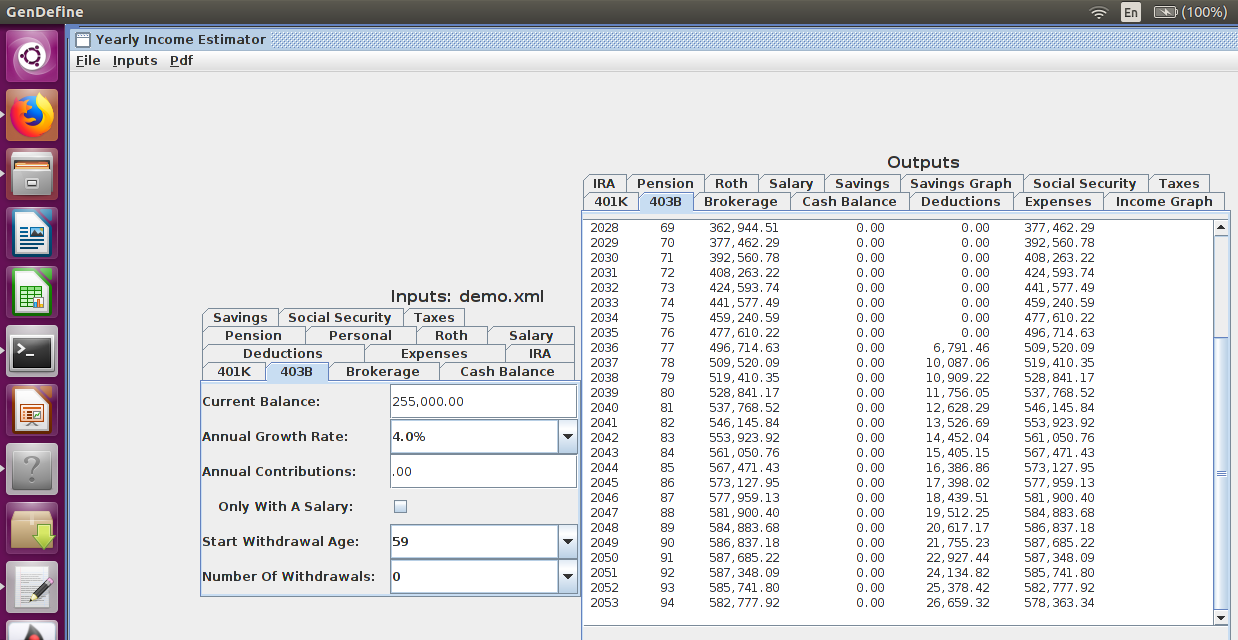 GenDefine
En
(100%)
Yearly Income Estimator
File Inputs Pdf
Outputs
IRA Pension Roth Salary Savings Savings Graph Social Security Taxes
401K 403B Brokerage Cash Balance Deductions Expenses Income Graph
2028 69 362,944.51 0.00 0.00 377,462.29
2029 70 377,462.29 0.00 0.00 392,560.78
2030 71 392,560.78 0.00 0.00 408,263.22
2031 72 408,263.22 0.00 0.00 424,593.74
2032 73 424,593.74 0.00 0.00 441,577.49
2033 74 441,577.49 0.00 0.00 459,240.59
2034 75 459,240.59 0.00 0.00 477,610.22
2035 76 477,610.22 0.00 0.00 496,714.63
2036 77 496,714.63 0.00 6,791.46 509,520.09
2037 78 509,520.09 0.00 10,087.06 519,410.35
2038 79 519,410.35 0.00 10,909.22 528,841.17
2039 80 528,841.17 0.00 11,756.05 537,768.52
2040 81 537,768.52 0.00 12,628.29 546,145.84
2041 82 546,145.84 0.00 13,526.69 553,923.92
2042 83 553,923.92 0.00 14,452.04 561,050.76
2043 84 561,050.76 0.00 15,405.15 567,471.43
2044 85 567,471.43 0.00 16,386.86 573,127.95
2045 86 573,127.95 0.00 17,398.02 577,959.13
2046 87 577,959.13 0.00 18,439.51 581,900.40
2047 88 581,900.40 0.00 19,512.25 584,883.68
2048 89 584,883.68 0.00 20,617.17 586,837.18
2049 90 586,837.18 0.00 21,755.23 587,685.22
2050 91 587,685.22 0.00 22,927.44 587,348.09
2051 92 587,348.09 0.00 24,134.82 585,741.80
2052 93 585,741.80 0.00 25,378.42 582,777.92
2053 94 582,777.92 0.00 26,659.32 578,363.34
Inputs: demo.xml
Savings Social Security Taxes
Pension Personal Roth Salary
Deductions Expenses IRA
401K 403B Brokerage Cash Balance
Current Balance: 255,000.00
Annual Growth Rate: 4.0%
Annual Contributions: .00
Only With A Salary:
Start Withdrawal Age: 59
Number Of Withdrawals: 0